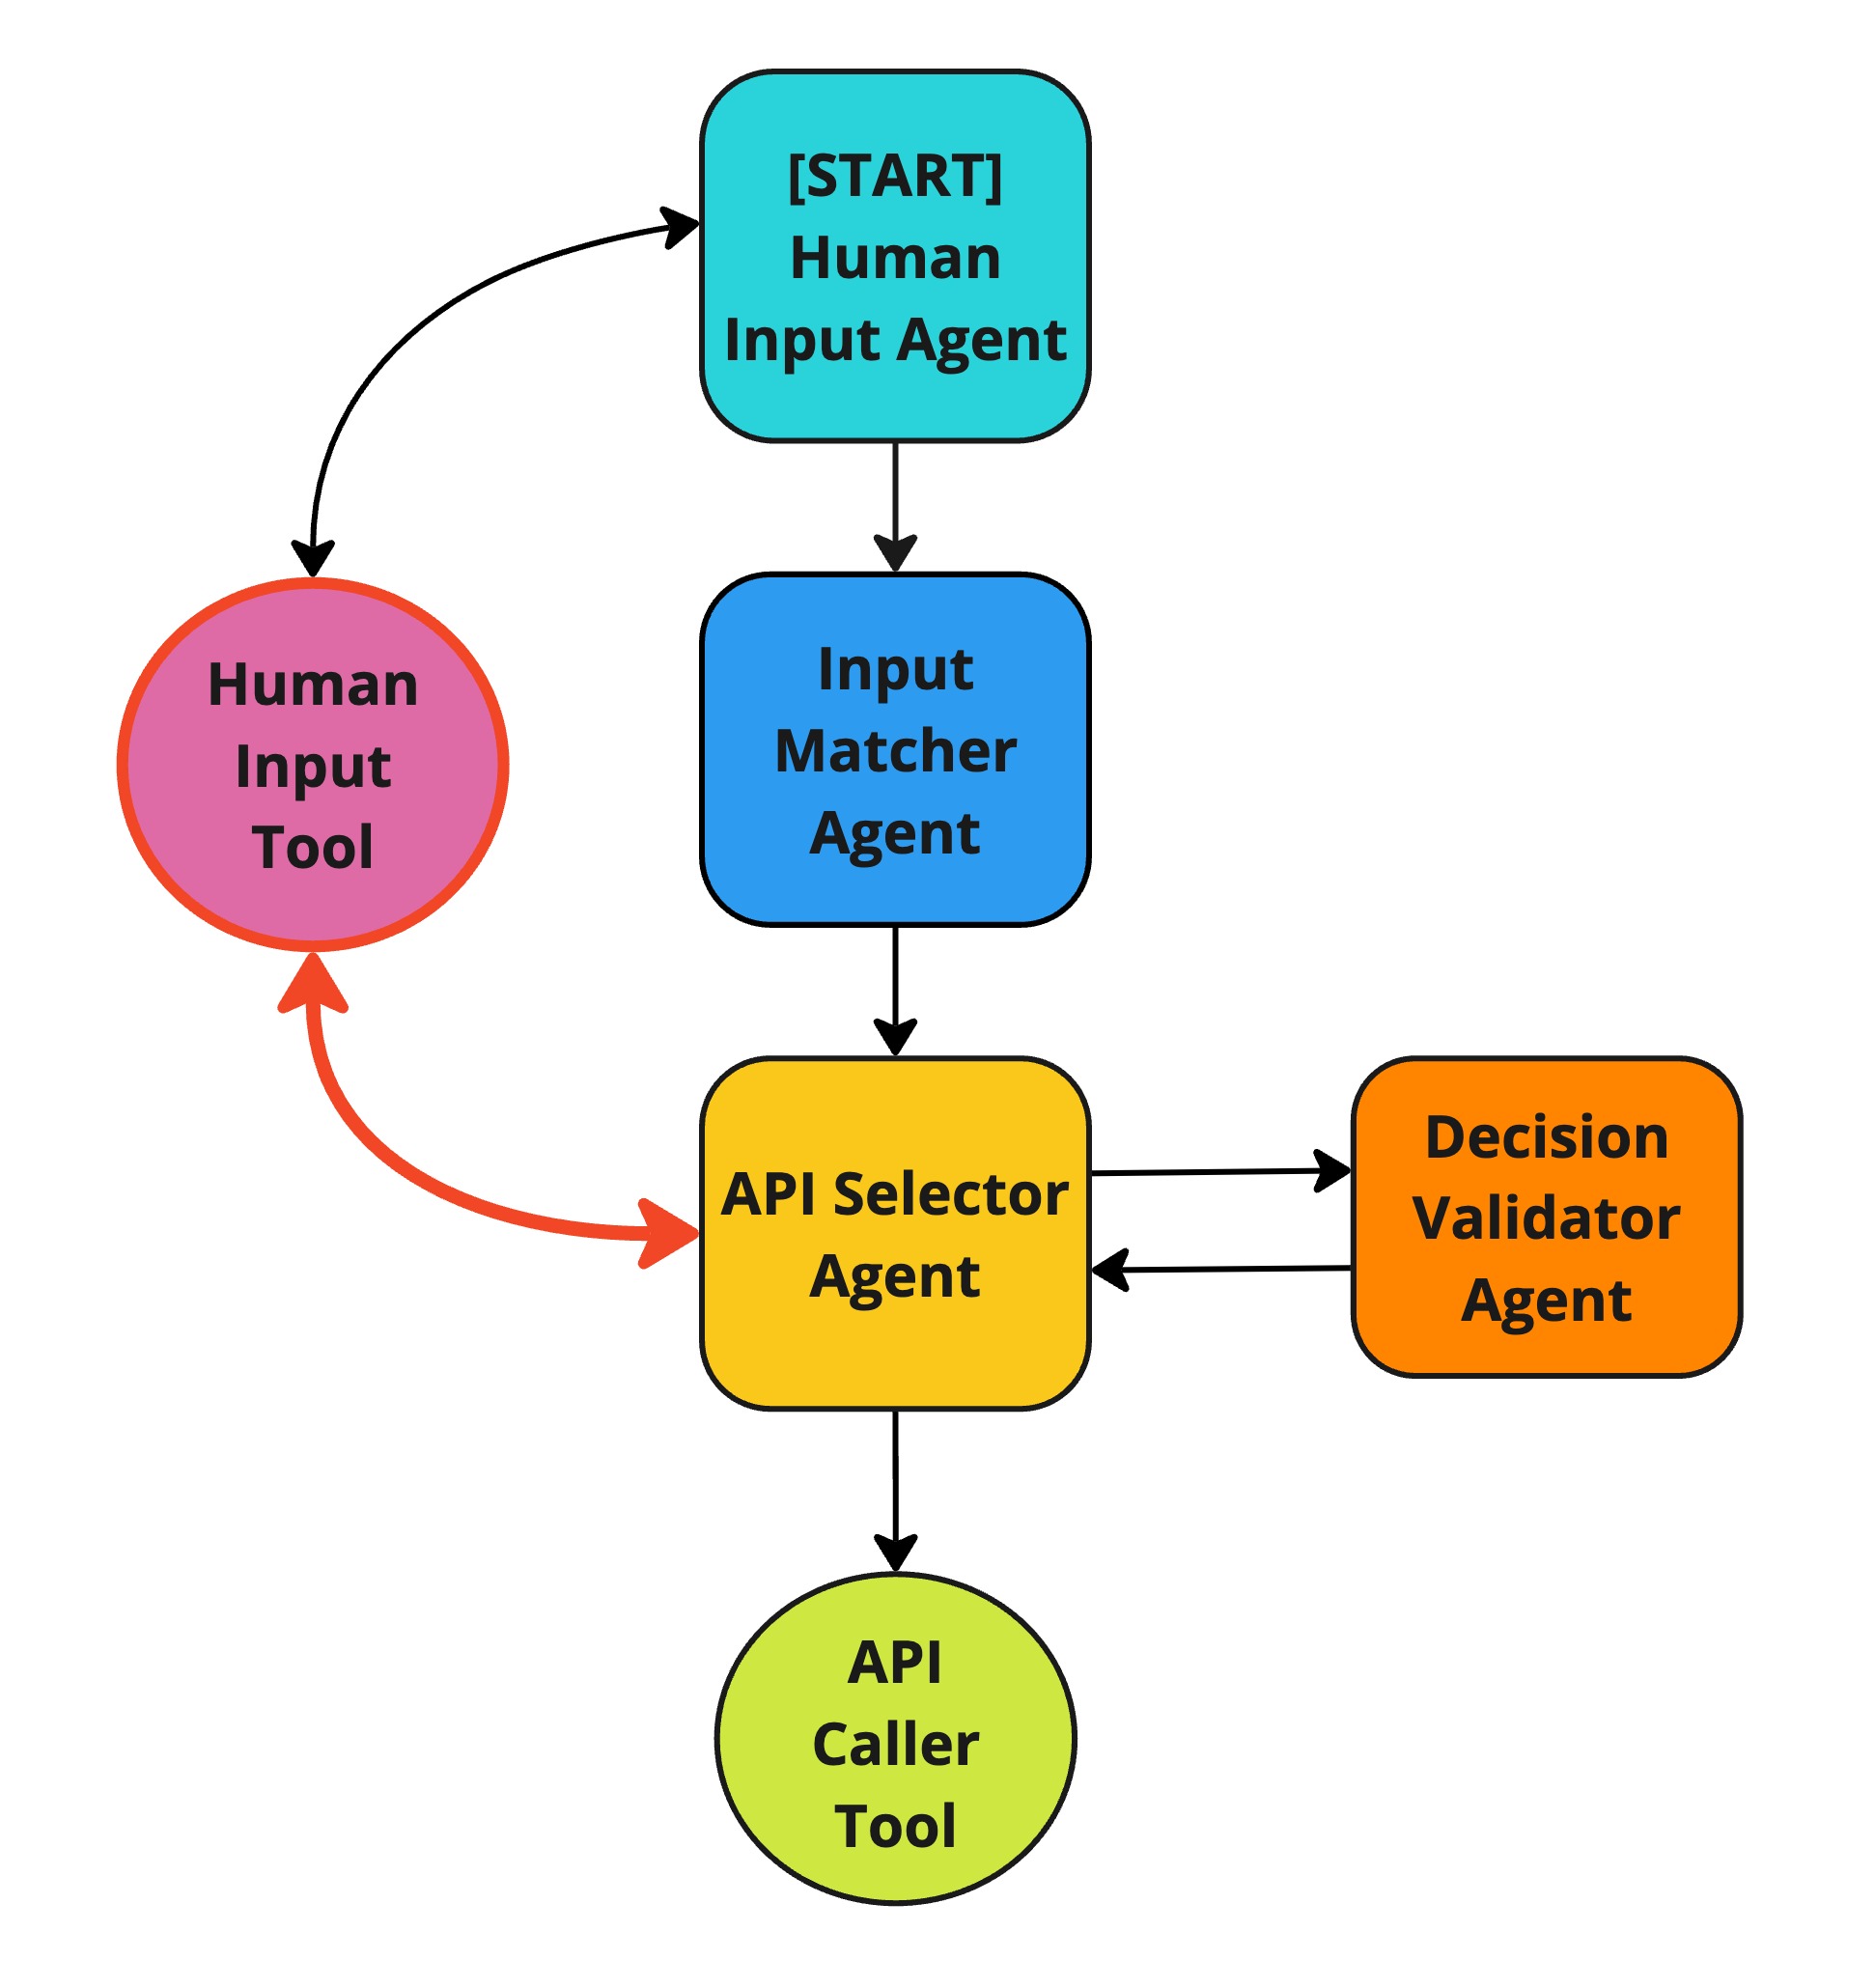 [START]
Human
Input Agent
Human
Input
Tool
Input
Matcher
Agent
API Selector
Agent
Decision
Validator
Agent
API
Caller
Tool